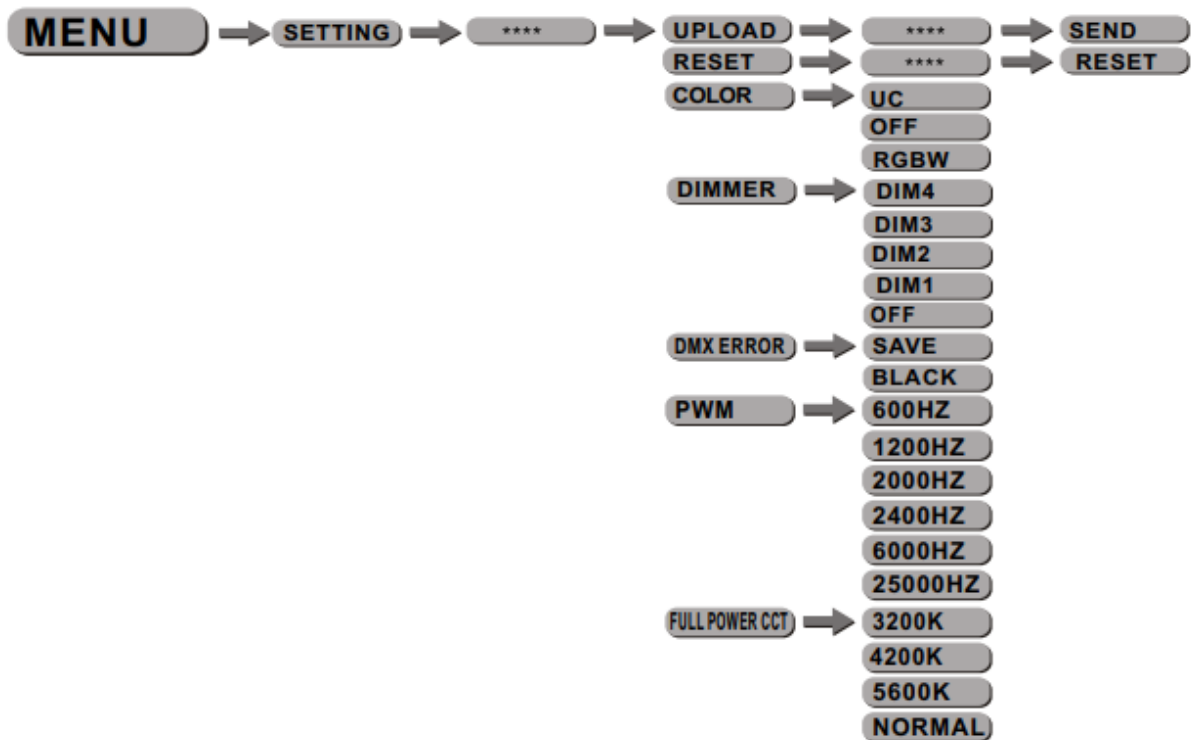 MENU SETTING **** UPLOAD **** SEND
RESET **** RESET
COLOR UC
OFF
RGBW
DIMMER DIM4
DIM3
DIM2
DIM1
OFF
DMX ERROR SAVE
BLACK
PWM 600HZ
1200HZ
2000HZ
2400HZ
6000HZ
25000HZ
FULL POWER CCT 3200K
4200K
5600K
NORMAL